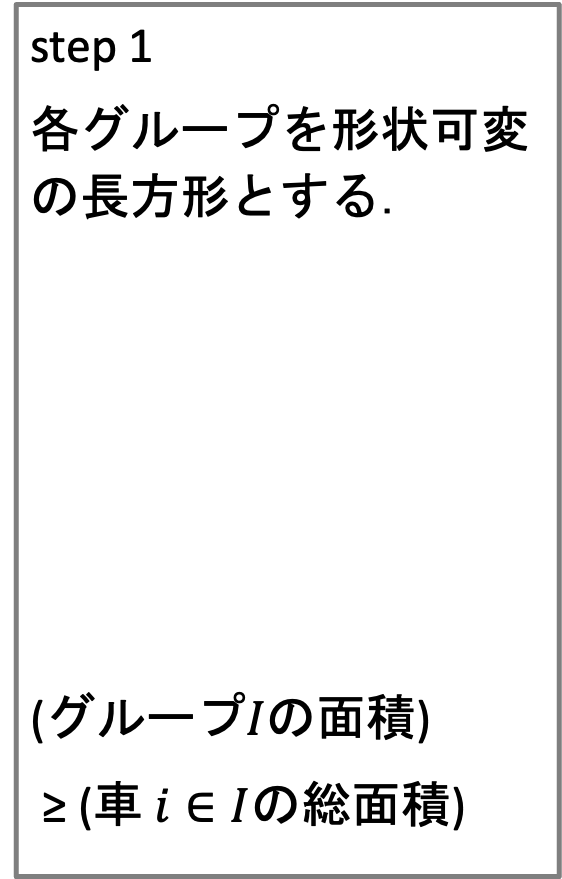 step 1
各グループを形状可変
の長方形とする.
(グループIの面積)
≥ (車 i ∈ Iの総面積)